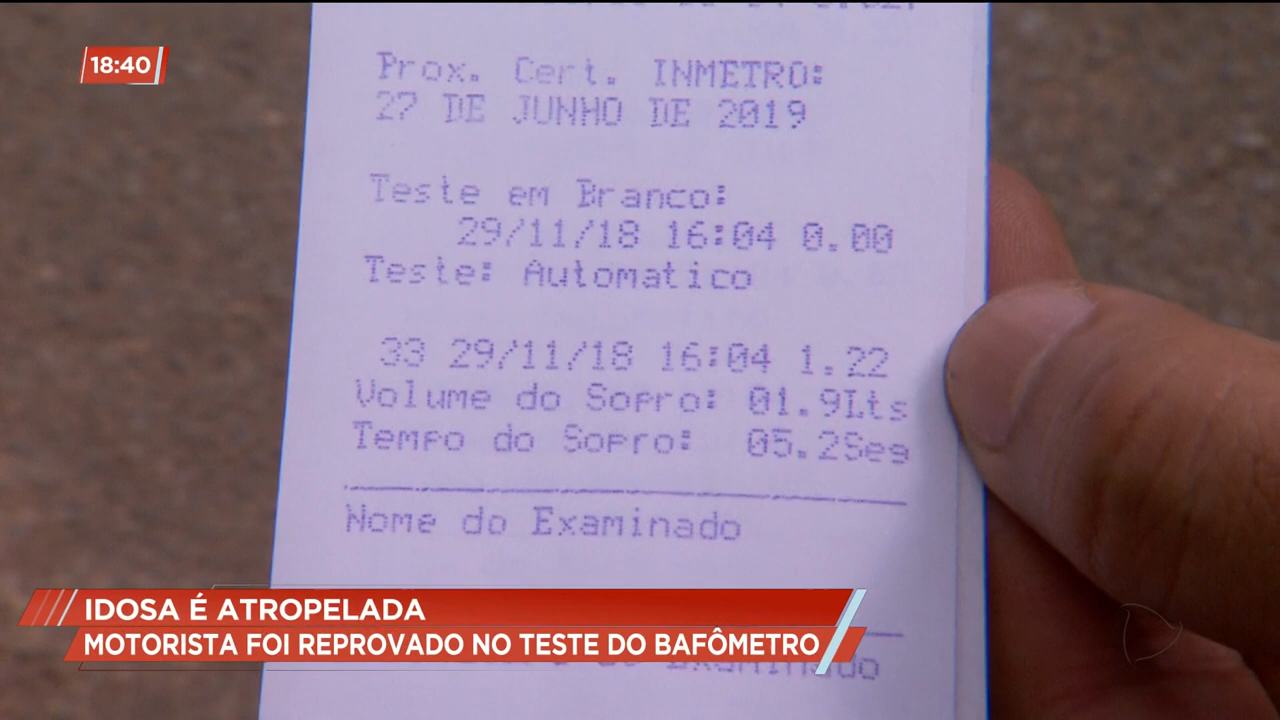 18:40
Prox. Cert. INMETRO:
27 DE JUNHO DE 2019
Teste em Branco:
29/11/18 16:04 0.00
Teste: Automatico
33 29/11/18 16:04 1.22
Volume do Sopro: 01.9Lts
Tempo do Sopro: 05.2Seg
Nome do Examinado
IDOSA É ATROPELADA
MOTORISTA FOI REPROVADO NO TESTE DO BAFÔMETRO
Examinado